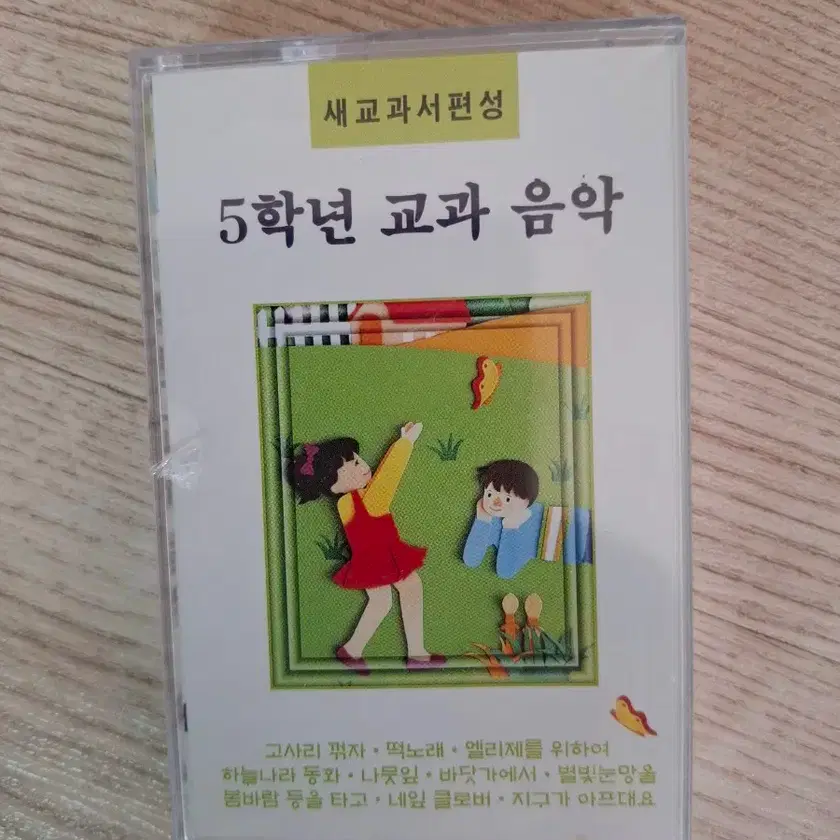 새교과서편성
5학년 교과 음악
고사리 꺾자 · 떡노래 · 엘리제를 위하여
하늘나라 동화 · 나뭇잎 · 바닷가에서 · 별빛눈망울
봄바람 등을 타고 · 네잎 클로버 · 지구가 아프대요